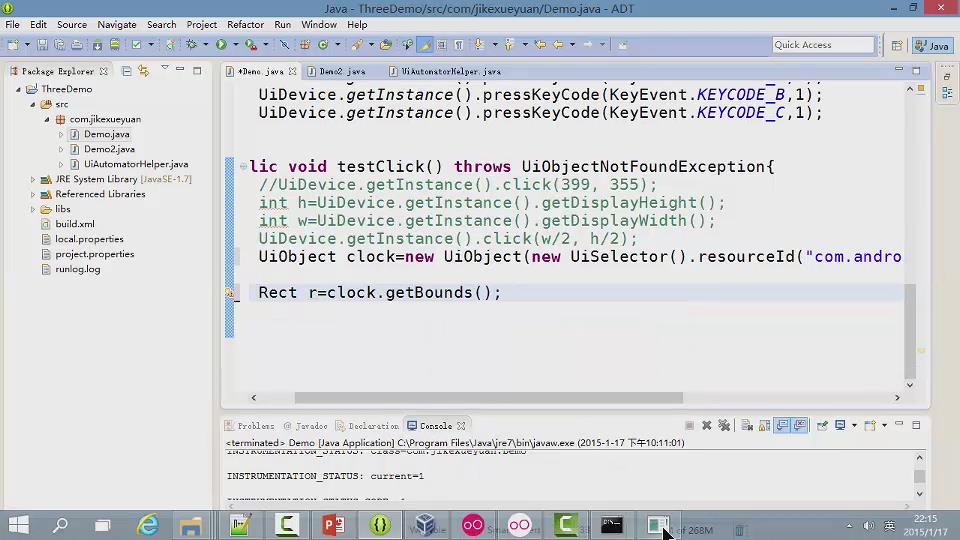 Java - ThreeDemo/src/com/jikexueyuan/Demo.java - ADT
File Edit Source Navigate Search Project Refactor Run Window Help
Quick Access
Java
Package Explorer
*Demo.java
Demo2.java
UiAutomatorHelper.java
ThreeDemo
src
com.jikexueyuan
Demo.java
Demo2.java
UiAutomatorHelper.java
JRE System Library [JavaSE-1.7]
Referenced Libraries
libs
build.xml
local.properties
project.properties
runlog.log
UiDevice.getInstance().pressKeyCode(KeyEvent.KEYCODE_B,1);
UiDevice.getInstance().pressKeyCode(KeyEvent.KEYCODE_C,1);
lic void testClick() throws UiObjectNotFoundException{
//UiDevice.getInstance().click(399, 355);
int h=UiDevice.getInstance().getDisplayHeight();
int w=UiDevice.getInstance().getDisplayWidth();
UiDevice.getInstance().click(w/2, h/2);
UiObject clock=new UiObject(new UiSelector().resourceId("com.andro
Rect r=clock.getBounds();
Problems
Javadoc
Declaration
Console
<terminated> Demo [Java Application] C:\Program Files\Java\jre7\bin\javaw.exe (2015-1-17 下午10:11:01)
INSTRUMENTATION_STATUS: class=com.jikexueyuan.Demo
INSTRUMENTATION_STATUS: current=1
of 268M
英
22:15
2015/1/17